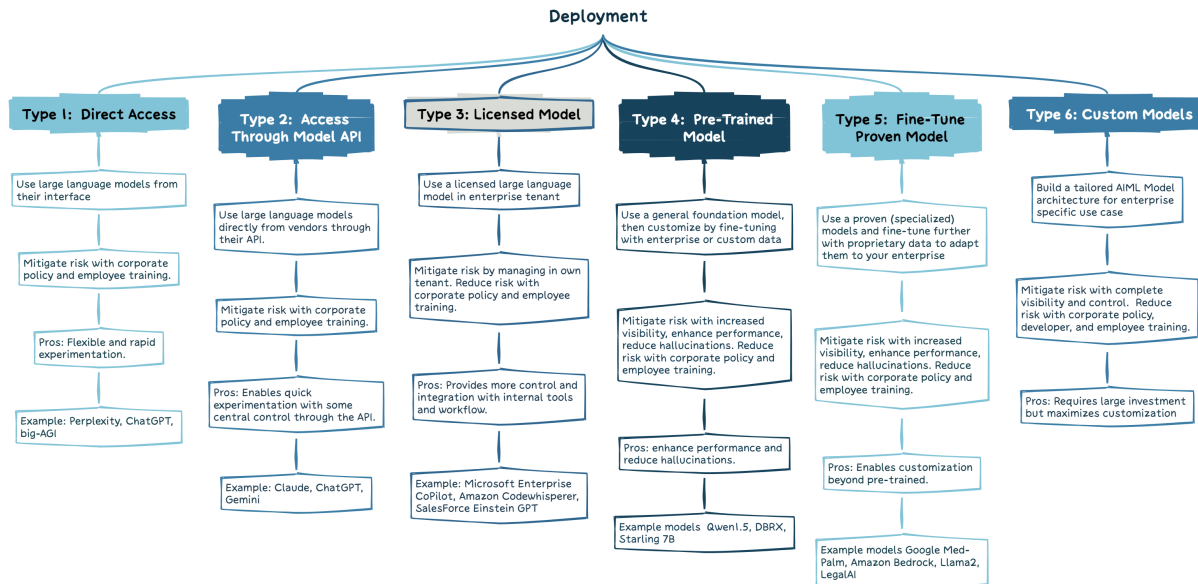 Deployment
Type 1: Direct Access
Use large language models from
their interface
Mitigate risk with corporate
policy and employee training.
Pros: Flexible and rapid
experimentation.
Example: Perplexity, ChatGPT,
big-AGI
Type 2: Access
Through Model API
Use large language models
directly from vendors through
their API.
Mitigate risk with corporate
policy and employee training.
Pros: Enables quick
experimentation with some
central control through the API.
Example: Claude, ChatGPT,
Gemini
Type 3: Licensed Model
Use a licensed large language
model in enterprise tenant
Mitigate risk by managing in own
tenant. Reduce risk with
corporate policy and employee
training.
Pros: Provides more control and
integration with internal tools
and workflow.
Example: Microsoft Enterprise
CoPilot, Amazon Codewhisperer,
SalesForce Einstein GPT
Type 4: Pre-Trained
Model
Use a general foundation model,
then customize by fine-tuning
with enterprise or custom data
Mitigate risk with increased
visibility, enhance performance,
reduce hallucinations. Reduce
risk with corporate policy and
employee training.
Pros: enhance performance and
reduce hallucinations.
Example models Qwen1.5, DBRX,
Starling 7B
Type 5: Fine-Tune
Proven Model
Use a proven (specialized)
models and fine-tune further
with proprietary data to adapt
them to your enterprise
Mitigate risk with increased
visibility, enhance performance,
reduce hallucinations. Reduce
risk with corporate policy and
employee training.
Pros: Enables customization
beyond pre-trained.
Example models Google Med-
Palm, Amazon Bedrock, Llama2,
LegalAI
Type 6: Custom Models
Build a tailored AIML Model
architecture for enterprise
specific use case
Mitigate risk with complete
visibility and control. Reduce
risk with corporate policy,
developer, and employee training.
Pros: Requires large investment
but maximizes customization